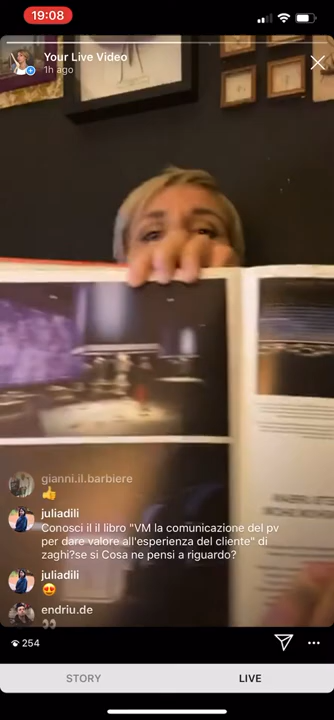 19:08
Your Live Video
1h ago
gianni.il.barbiere
👍
juliadili
Conosci il il libro "VM la comunicazione del pv
per dare valore all'esperienza del cliente" di
zaghi?se si Cosa ne pensi a riguardo?
juliadili
😍
endriu.de
👀
254
STORY
LIVE